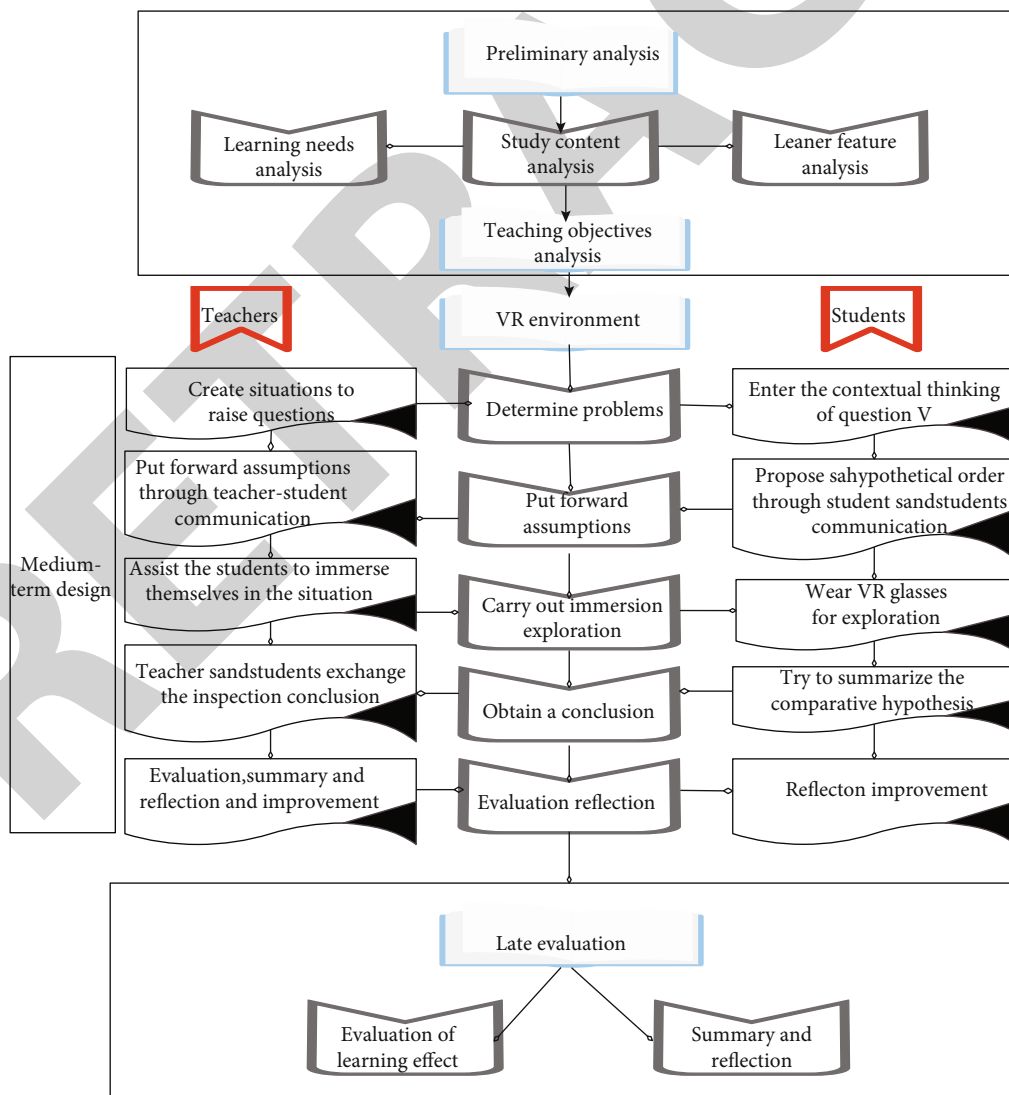 Preliminary analysis
Learning needs
analysis
Study content
analysis
Leaner feature
analysis
Teaching objectives
analysis
Teachers
VR environment
Students
Medium-
term design
Create situations to
raise questions
Determine problems
Enter the contextual thinking
of question V
Put forward assumptions
through teacher-student
communication
Put forward
assumptions
Propose sahypothetical order
through student sandstudents
communication
Assist the students to immerse
themselves in the situation
Carry out immersion
exploration
Wear VR glasses
for exploration
Teacher sandstudents exchange
the inspection conclusion
Obtain a conclusion
Try to summarize the
comparative hypothesis
Evaluation,summary and
reflection and improvement
Evaluation reflection
Reflecton improvement
Late evaluation
Evaluation of
learning effect
Summary and
reflection
RETRAC